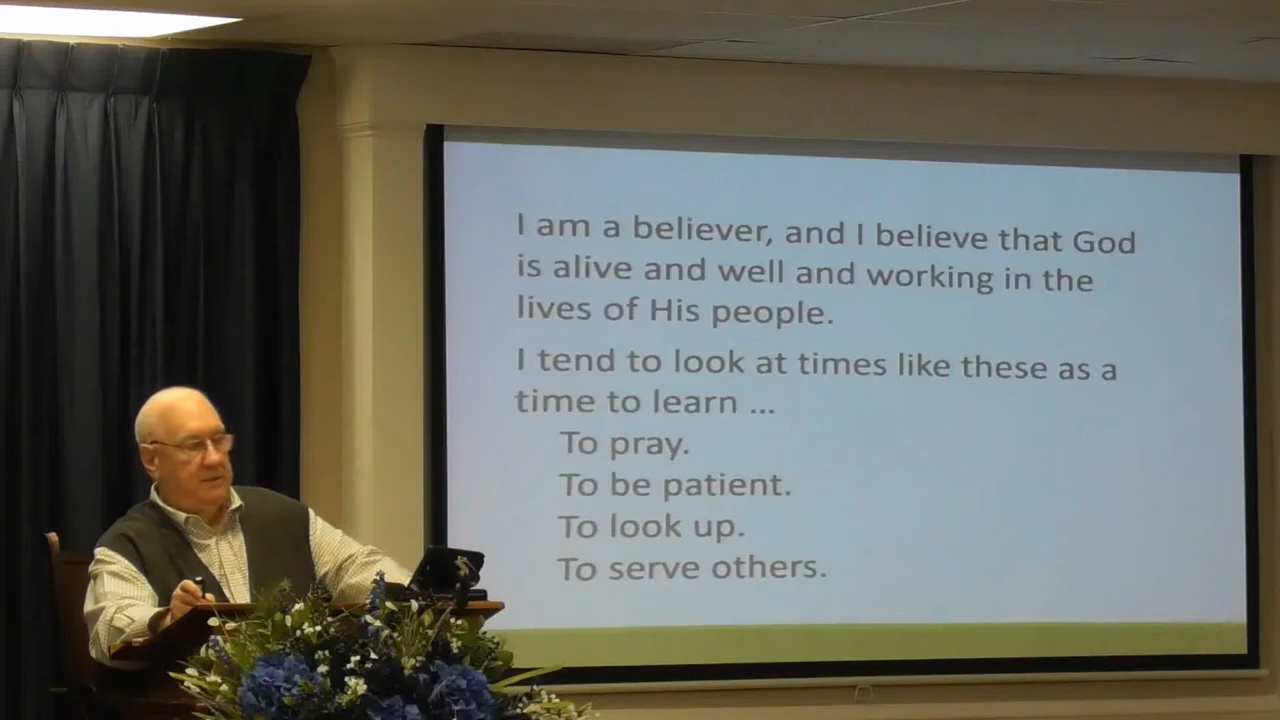 I am a believer, and I believe that God
is alive and well and working in the
lives of His people.
I tend to look at times like these as a
time to learn ...
To pray.
To be patient.
To look up.
To serve others.